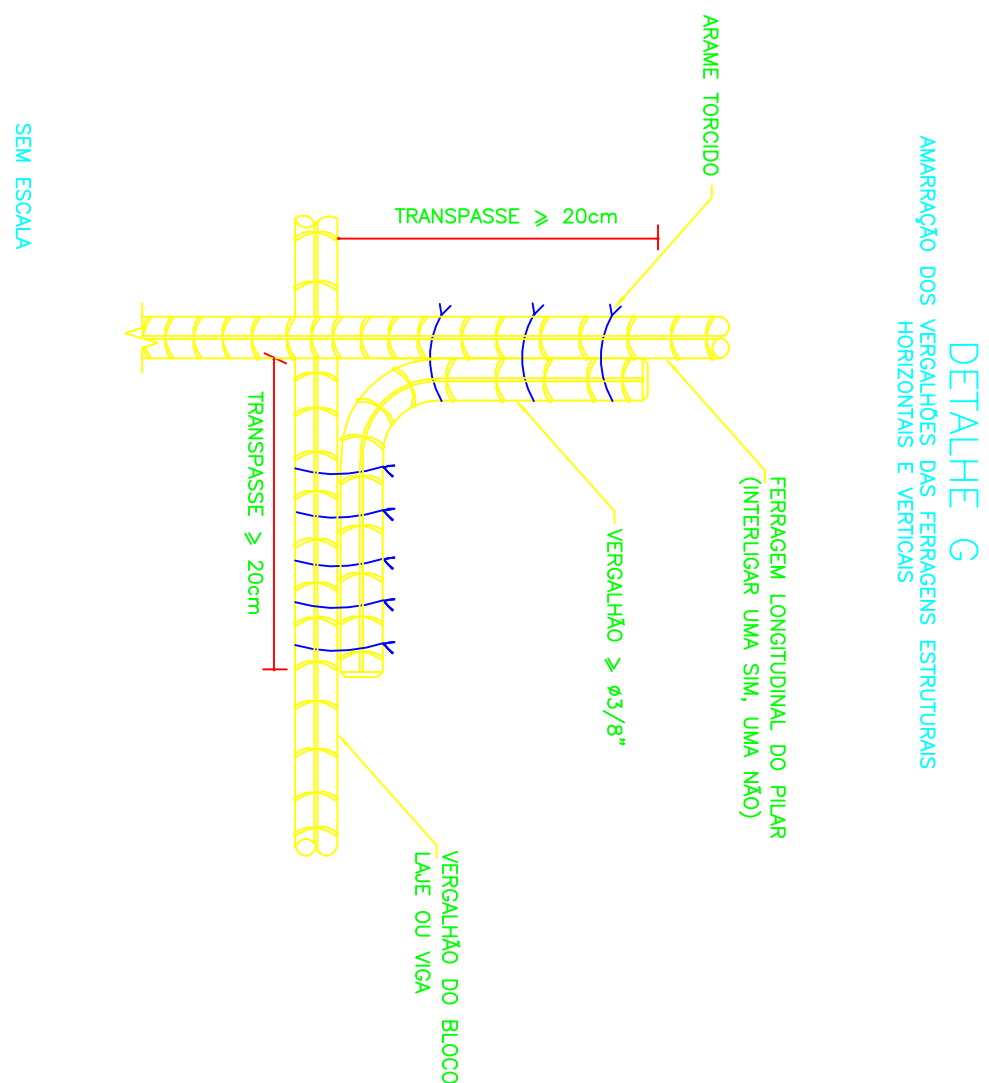 DETALHE G
AMARRAÇÃO DOS VERGALHÕES DAS FERRAGENS ESTRUTURAIS
HORIZONTAIS E VERTICAIS
ARAME TORCIDO
TRANSPASSE ⩾ 20cm
FERRAGEM LONGITUDINAL DO PILAR
(INTERLIGAR UMA SIM, UMA NÃO)
VERGALHÃO ⩾ ø3/8"
TRANSPASSE ⩾ 20cm
VERGALHÃO DO BLOCO
LAJE OU VIGA
SEM ESCALA